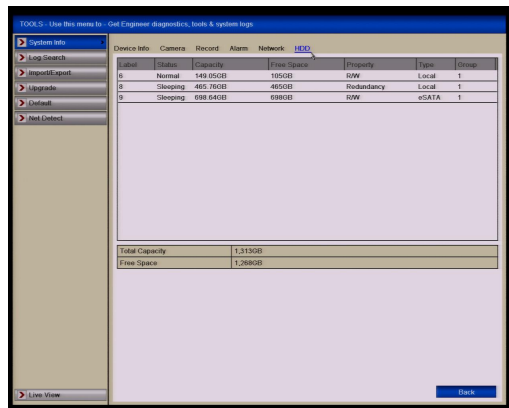 TOOLS - Use this menu to - Get Engineer diagnostics, tools & system logs
System Info
Log Search
Import/Export
Upgrade
Default
Net Detect
Device Info Camera Record Alarm Network HDD
Label Status Capacity Free Space Property Type Group
6 Normal 149.05GB 105GB R/W Local 1
8 Sleeping 465.76GB 465GB Redundancy Local 1
9 Sleeping 698.64GB 698GB R/W eSATA 1
Total Capacity 1,313GB
Free Space 1,268GB
Live View
Back